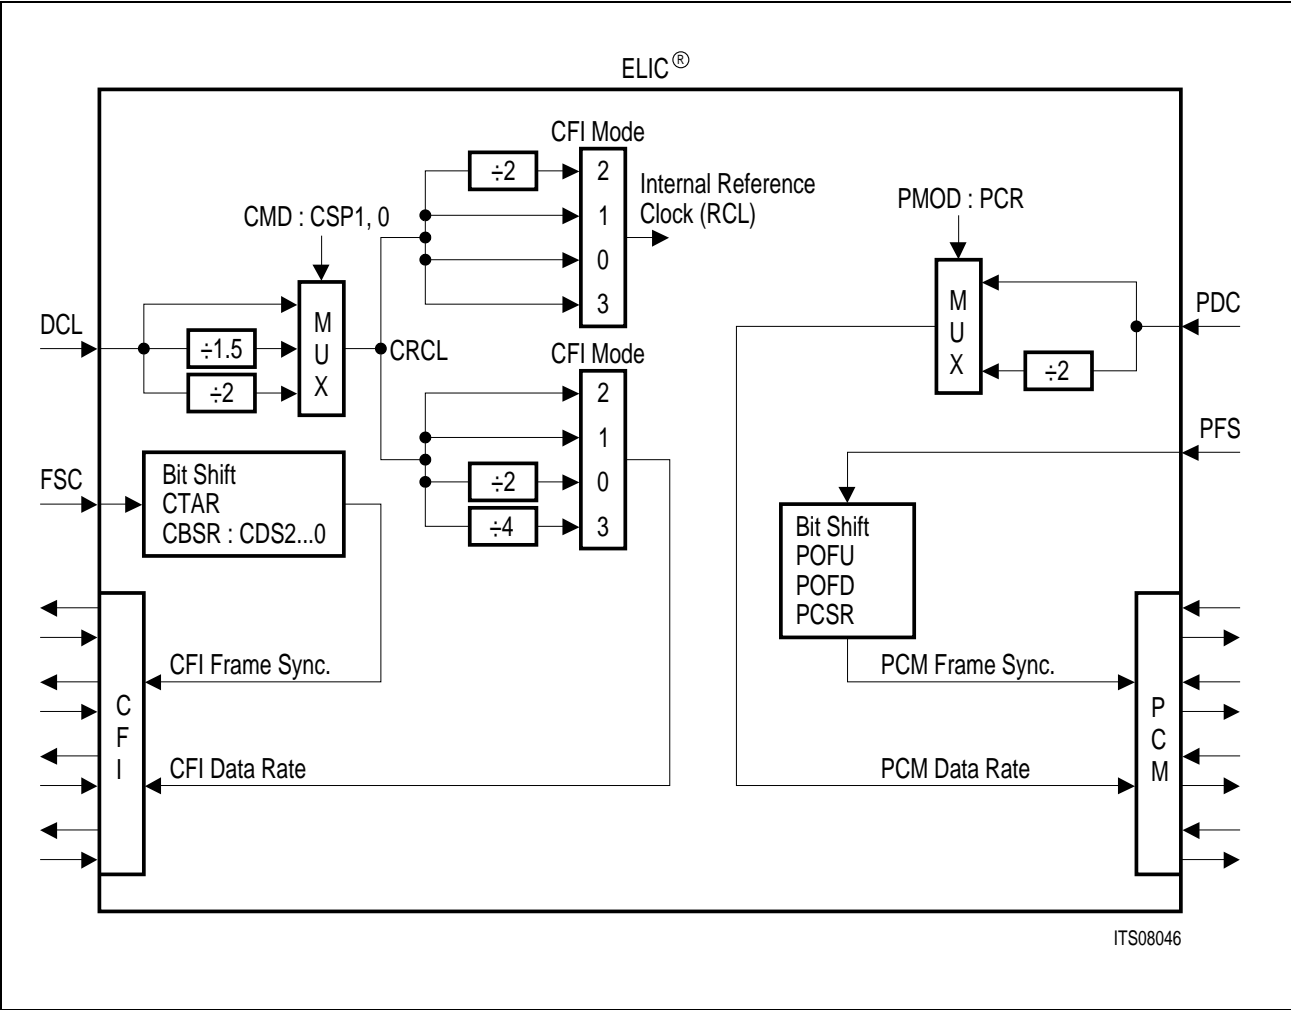 ELIC®
CFI Mode
÷2
2
1
0
3
Internal Reference
Clock (RCL)
CMD : CSP1, 0
PMOD : PCR
DCL
÷1.5
÷2
M
U
X
CRCL
M
U
X
÷2
PDC
CFI Mode
2
1
0
3
÷2
÷4
PFS
FSC
Bit Shift
CTAR
CBSR : CDS2...0
Bit Shift
POFU
POFD
PCSR
CFI Frame Sync.
PCM Frame Sync.
C
F
I
P
C
M
CFI Data Rate
PCM Data Rate
ITS08046